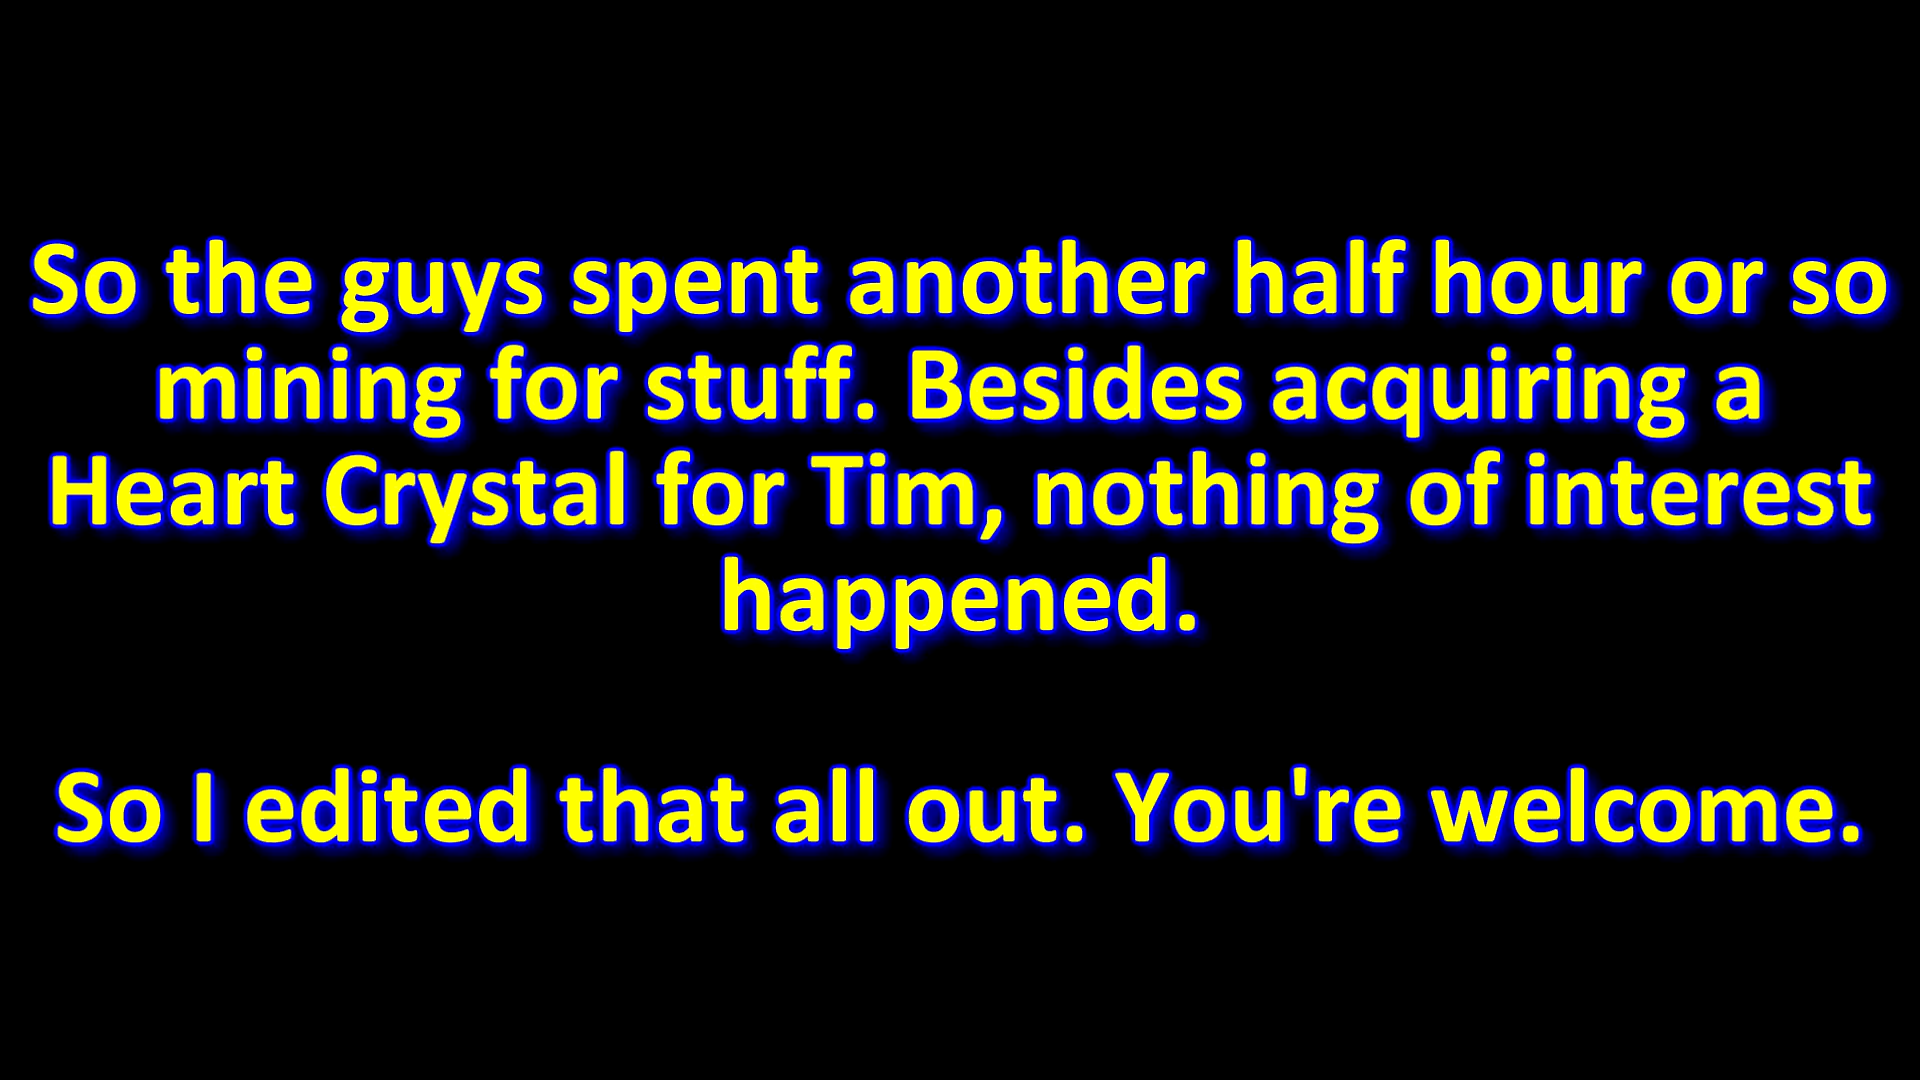 So the guys spent another half hour or so
mining for stuff. Besides acquiring a
Heart Crystal for Tim, nothing of interest
happened.
So I edited that all out. You're welcome.